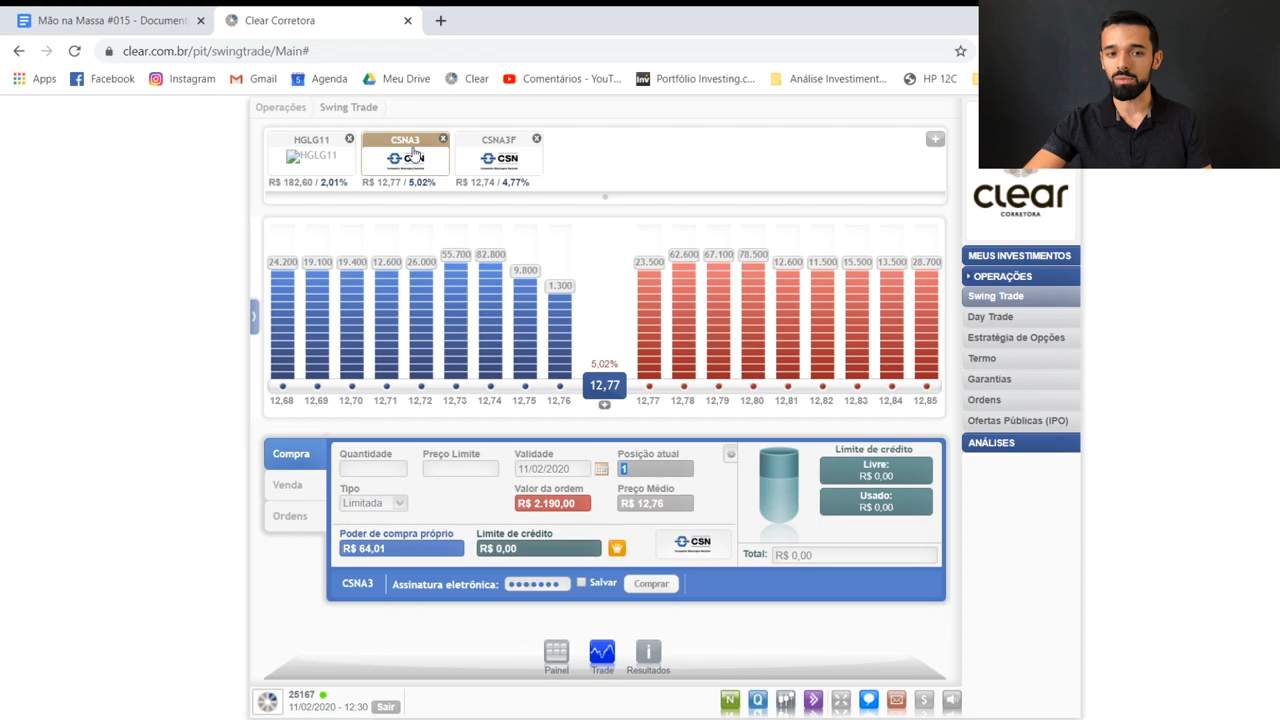 Mão na Massa #015 - Document
Clear Corretora
clear.com.br/pit/swingtrade/Main#
Apps
Facebook
Instagram
Gmail
Agenda
Meu Drive
Clear
Comentários - YouT...
Portfólio Investing.c...
Análise Investiment...
HP 12C
Operações
Swing Trade
HGLG11
CSNA3
CSNA3F
HGLG11
CSN
CSN
R$ 182,60 / 2,01%
R$ 12,77 / 5,02%
R$ 12,74 / 4,77%
clear
CORRETORA
24.200 19.100 19.400 12.600 26.000 55.700 82.800 9.800 1.300
23.500 62.600 67.100 78.500 12.600 11.500 15.500 13.500 28.700
5,02%
12,77
12,68 12,69 12,70 12,71 12,72 12,73 12,74 12,75 12,76
12,77 12,78 12,79 12,80 12,81 12,82 12,83 12,84 12,85
MEUS INVESTIMENTOS
OPERAÇÕES
Swing Trade
Day Trade
Estratégia de Opções
Termo
Garantias
Ordens
Ofertas Públicas (IPO)
ANÁLISES
Compra
Venda
Ordens
Quantidade
Preço Limite
Validade
11/02/2020
Posição atual
1
Tipo
Limitada
Valor da ordem
R$ 2.190,00
Preço Médio
R$ 12,76
Poder de compra próprio
R$ 64,01
Limite de crédito
R$ 0,00
CSN
Limite de crédito
Livre:
R$ 0,00
Usado:
R$ 0,00
Total:
R$ 0,00
CSNA3
Assinatura eletrônica:
Salvar
Comprar
Painel
Trade
Resultados
25167
11/02/2020 - 12:30
Sair
N
Q
S